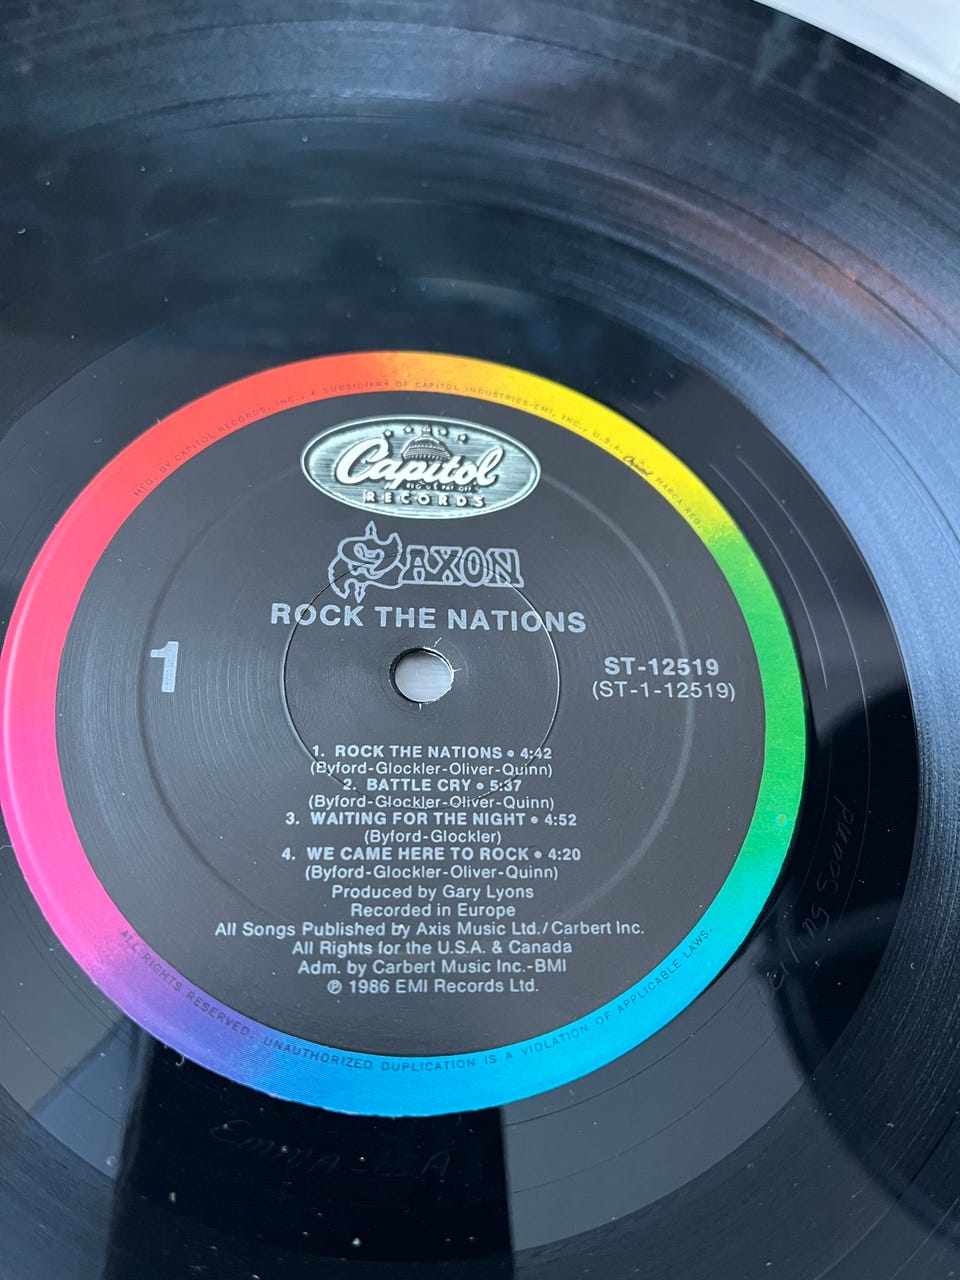 MFG. BY CAPITOL RECORDS, INC., A SUBSIDIARY OF CAPITOL INDUSTRIES-EMI, INC., U.S.A. Capitol MARCA REG.
Capitol
RECORDS
SAXON
ROCK THE NATIONS
1
ST-12519
(ST-1-12519)
1. ROCK THE NATIONS • 4:42
(Byford-Glockler-Oliver-Quinn)
2. BATTLE CRY • 5:37
(Byford-Glockler-Oliver-Quinn)
3. WAITING FOR THE NIGHT • 4:52
(Byford-Glockler)
4. WE CAME HERE TO ROCK • 4:20
(Byford-Glockler-Oliver-Quinn)
Produced by Gary Lyons
Recorded in Europe
All Songs Published by Axis Music Ltd./Carbert Inc.
All Rights for the U.S.A. & Canada
Adm. by Carbert Music Inc.-BMI
℗ 1986 EMI Records Ltd.
ALL RIGHTS RESERVED. UNAUTHORIZED DUPLICATION IS A VIOLATION OF APPLICABLE LAWS.
sound